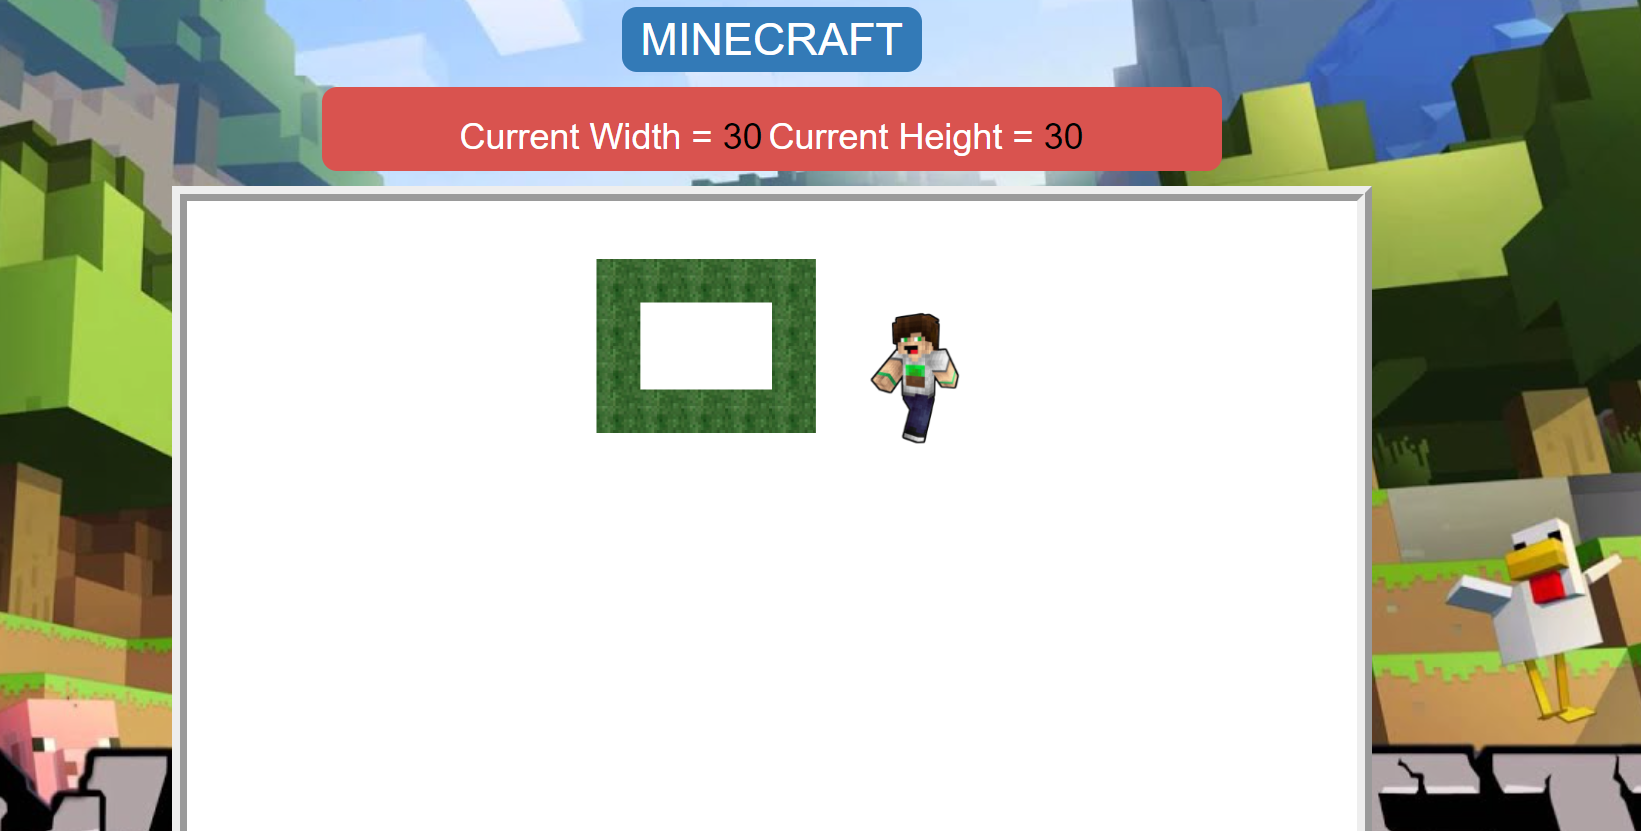 MINECRAFT
Current Width = 30 Current Height = 30